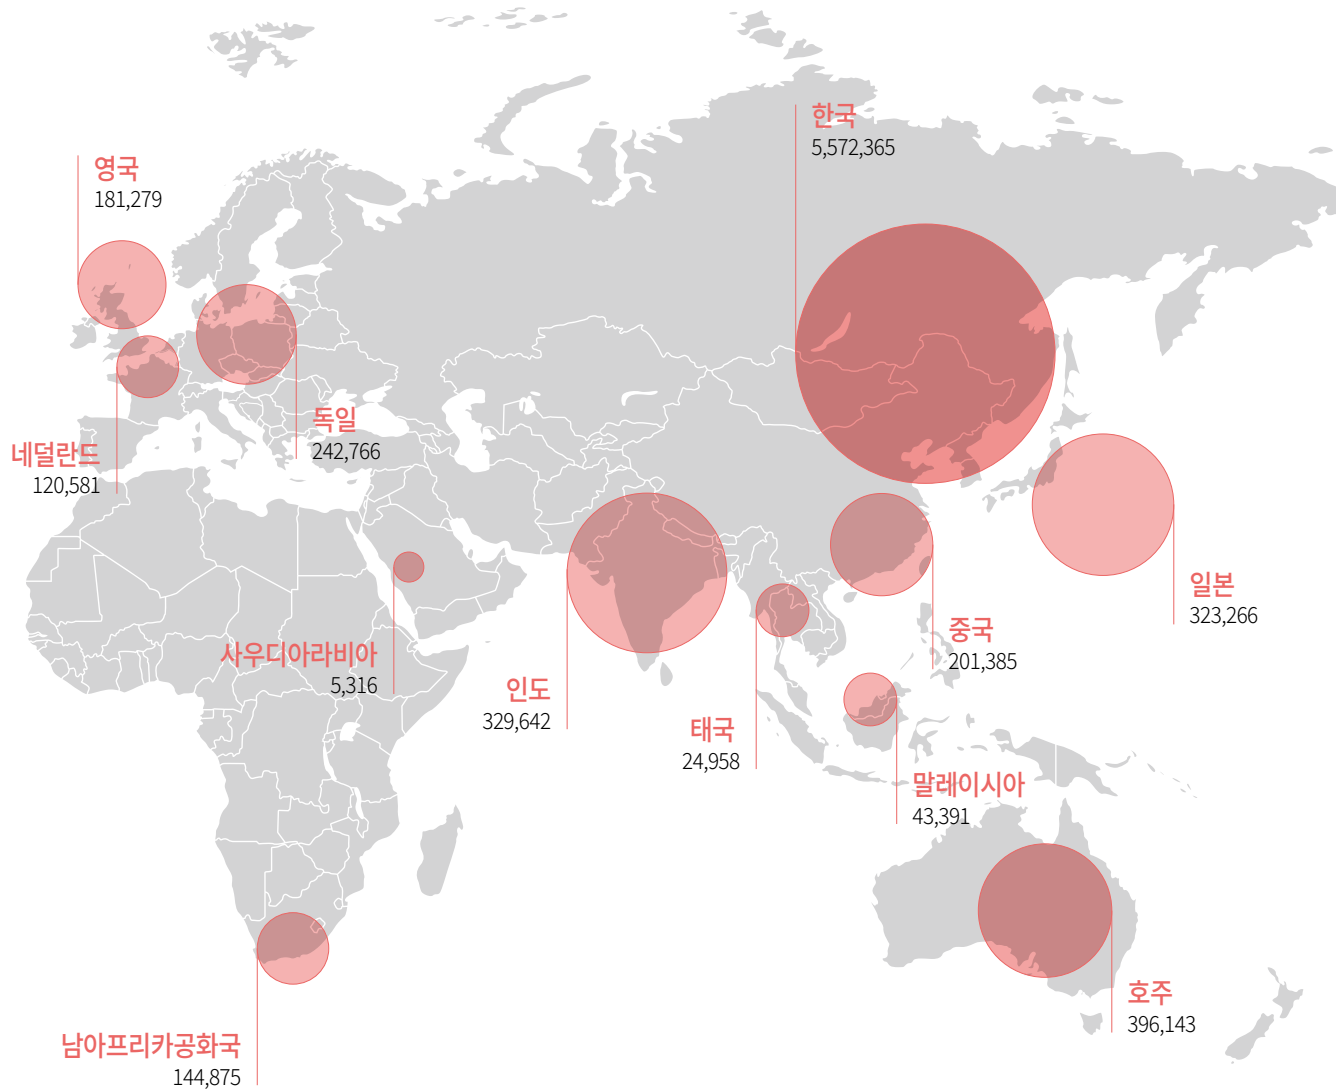 한국
5,572,365
영국
181,279
독일
242,766
네덜란드
120,581
일본
323,266
중국
201,385
사우디아라비아
5,316
인도
329,642
태국
24,958
말레이시아
43,391
호주
396,143
남아프리카공화국
144,875